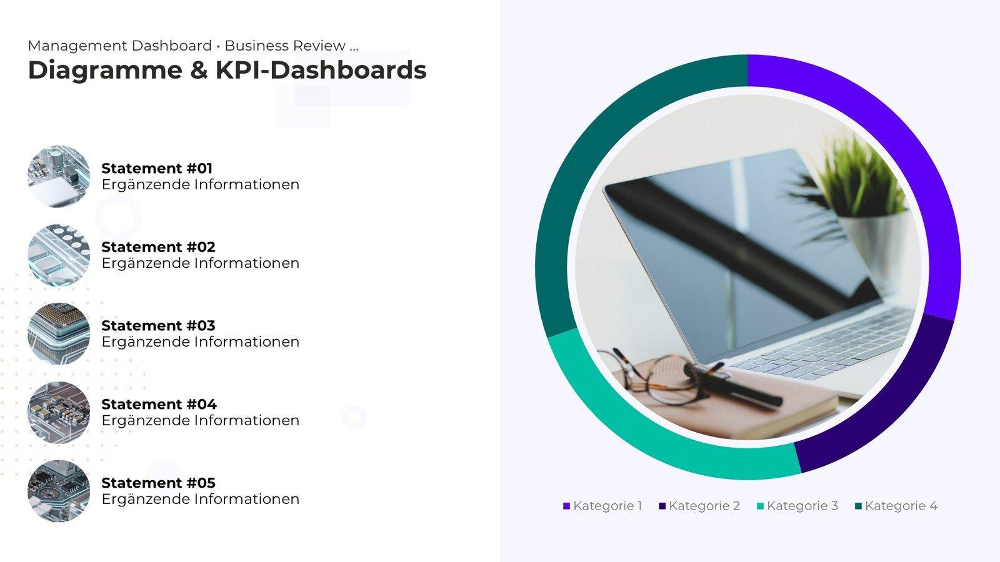 Management Dashboard • Business Review ...
Diagramme & KPI-Dashboards
Statement #01
Ergänzende Informationen
Statement #02
Ergänzende Informationen
Statement #03
Ergänzende Informationen
Statement #04
Ergänzende Informationen
Statement #05
Ergänzende Informationen
Kategorie 1 Kategorie 2 Kategorie 3 Kategorie 4